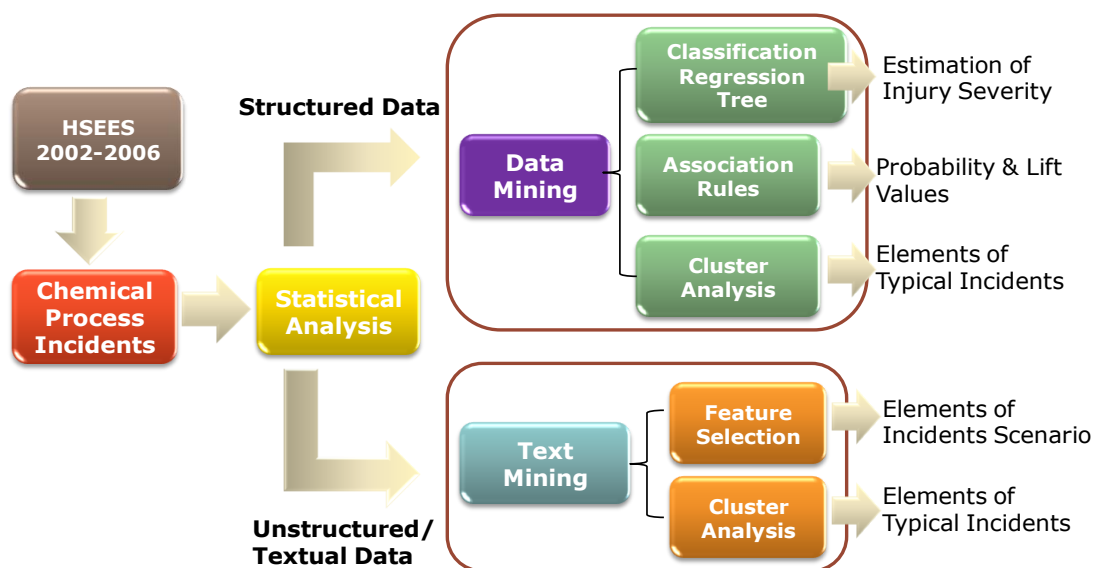 HSEES
2002-2006
Chemical
Process
Incidents
Statistical
Analysis
Structured Data
Data
Mining
Classification
Regression
Tree
Estimation of
Injury Severity
Association
Rules
Probability & Lift
Values
Cluster
Analysis
Elements of
Typical Incidents
Unstructured/
Textual Data
Text
Mining
Feature
Selection
Elements of
Incidents Scenario
Cluster
Analysis
Elements of
Typical Incidents